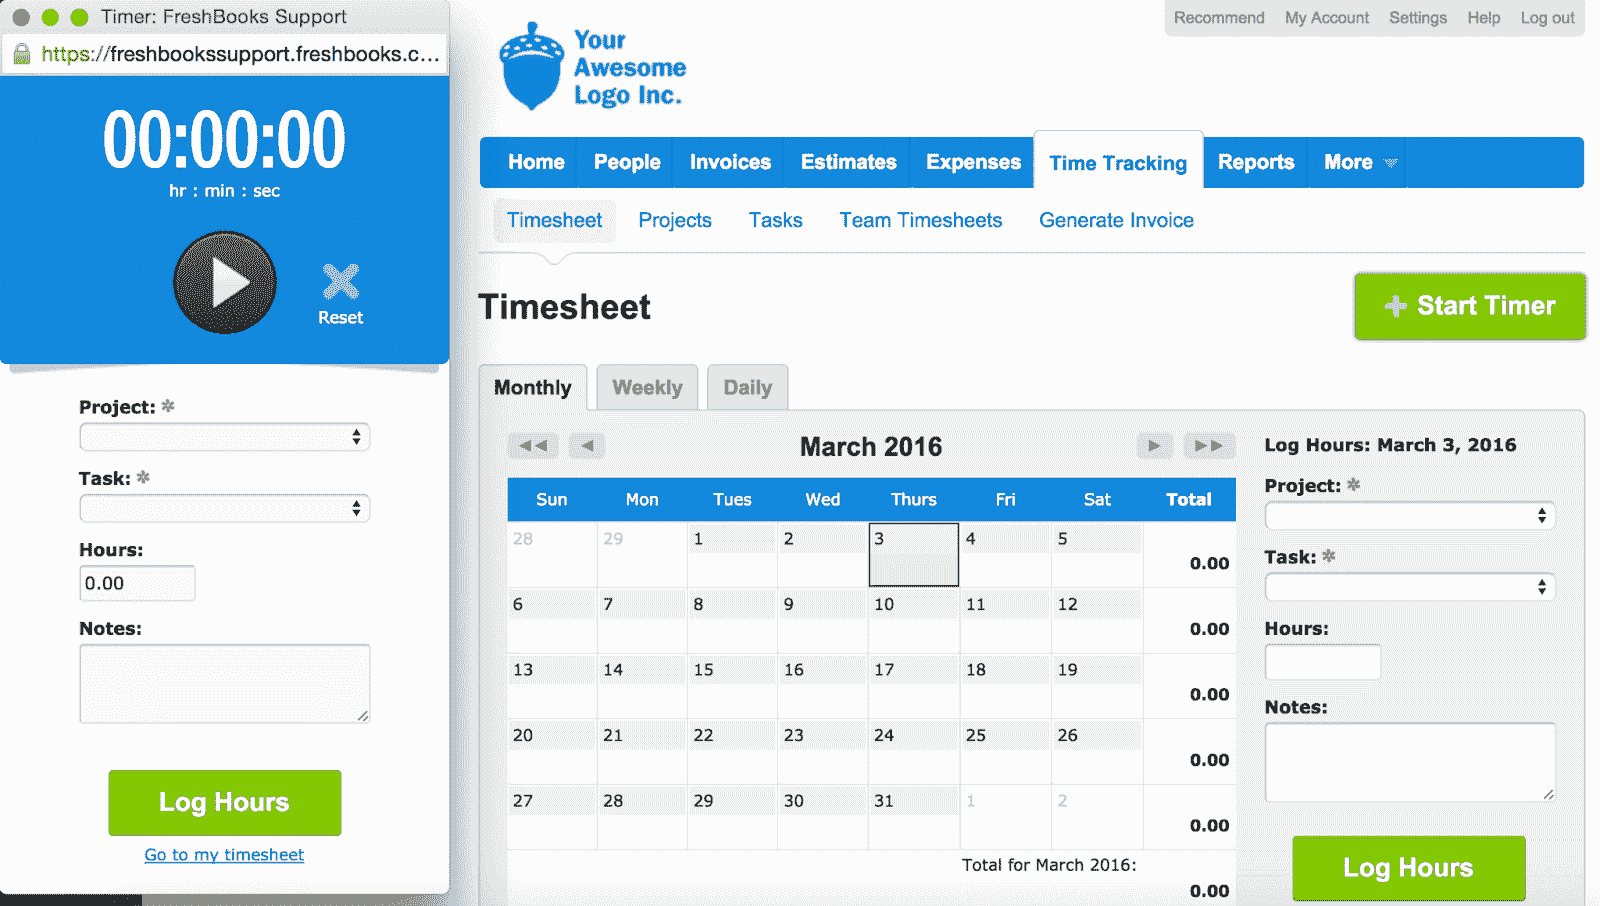 Timer: FreshBooks Support
https://freshbookssupport.freshbooks.c...
00:00:00
hr : min : sec
Reset
Project: ✲
Task: ✲
Hours:
0.00
Notes:
Log Hours
Go to my timesheet
Recommend My Account Settings Help Log out
Your
Awesome
Logo Inc.
Home People Invoices Estimates Expenses Time Tracking Reports More
Timesheet Projects Tasks Team Timesheets Generate Invoice
Timesheet
+ Start Timer
Monthly Weekly Daily
March 2016
Sun Mon Tues Wed Thurs Fri Sat Total
28 29 1 2 3 4 5
0.00
6 7 8 9 10 11 12
0.00
13 14 15 16 17 18 19
0.00
20 21 22 23 24 25 26
0.00
27 28 29 30 31 1 2
0.00
Total for March 2016:
0.00
Log Hours: March 3, 2016
Project: ✲
Task: ✲
Hours:
Notes:
Log Hours